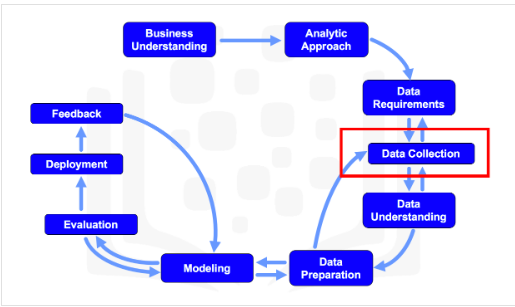 Business
Understanding
Analytic
Approach
Data
Requirements
Feedback
Data Collection
Deployment
Data
Understanding
Evaluation
Modeling
Data
Preparation